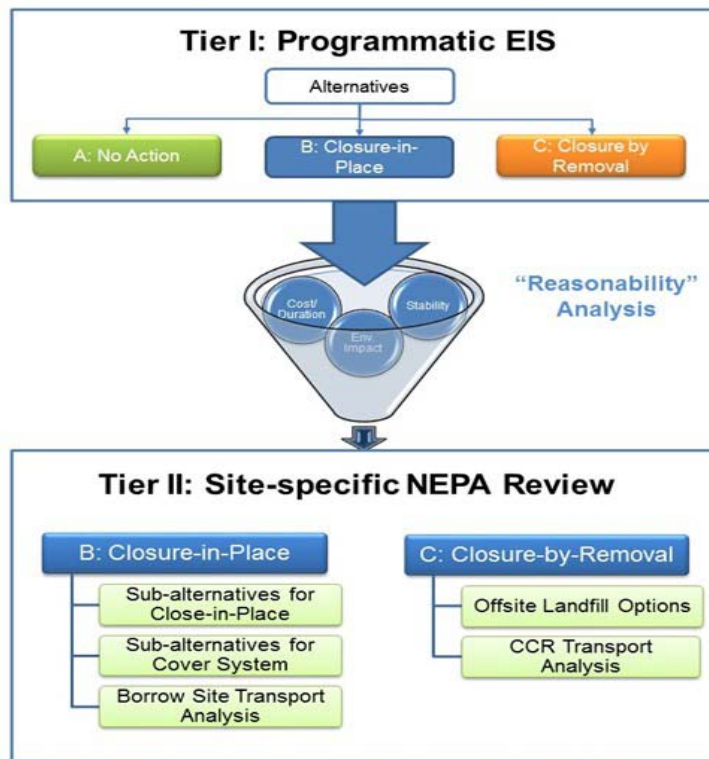 Tier I: Programmatic EIS
Alternatives
A: No Action
B: Closure-in-
Place
C: Closure by
Removal
"Reasonability"
Analysis
Cost/
Duration
Stability
Env.
Impact
Tier II: Site-specific NEPA Review
B: Closure-in-Place
Sub-alternatives for
Close-in-Place
Sub-alternatives for
Cover System
Borrow Site Transport
Analysis
C: Closure-by-Removal
Offsite Landfill Options
CCR Transport
Analysis